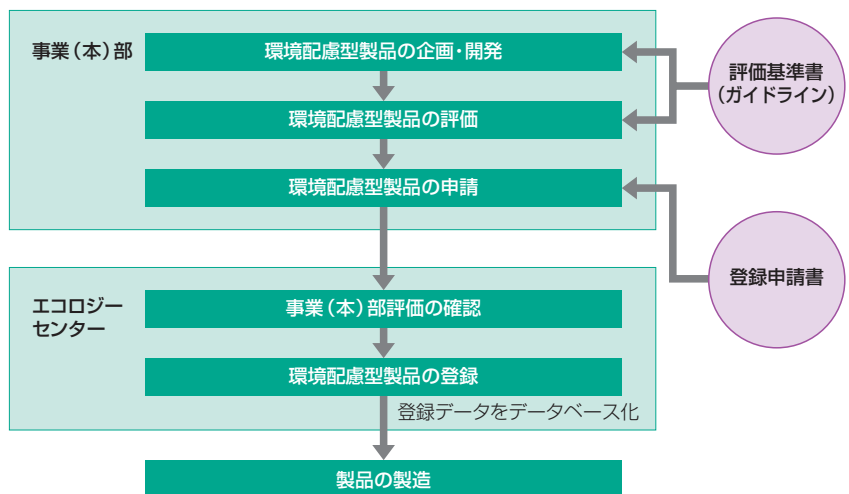 事業（本）部
環境配慮型製品の企画・開発
環境配慮型製品の評価
環境配慮型製品の申請
評価基準書
（ガイドライン）
登録申請書
エコロジー
センター
事業（本）部評価の確認
環境配慮型製品の登録
登録データをデータベース化
製品の製造